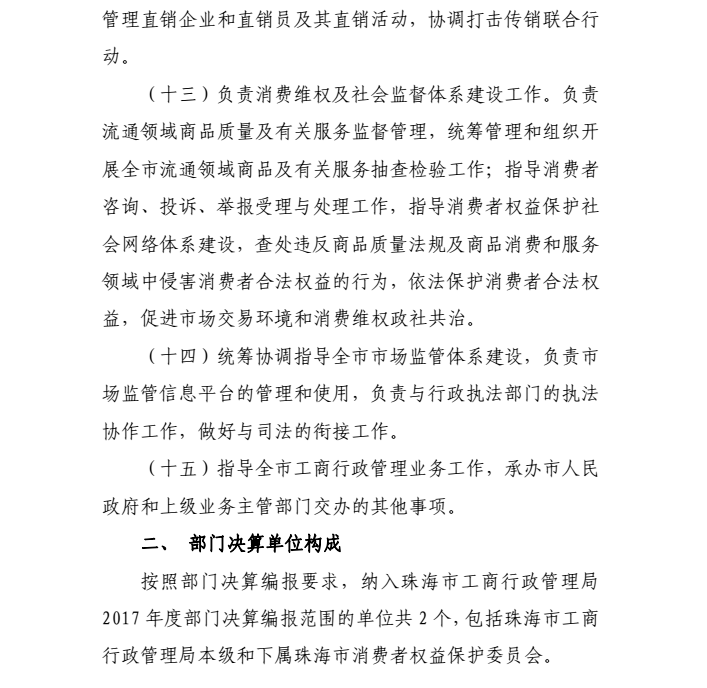 管理直销企业和直销员及其直销活动，协调打击传销联合行
动。
（十三）负责消费维权及社会监督体系建设工作。负责
流通领域商品质量及有关服务监督管理，统筹管理和组织开
展全市流通领域商品及有关服务抽查检验工作；指导消费者
咨询、投诉、举报受理与处理工作，指导消费者权益保护社
会网络体系建设，查处违反商品质量法规及商品消费和服务
领域中侵害消费者合法权益的行为，依法保护消费者合法权
益，促进市场交易环境和消费维权政社共治。
（十四）统筹协调指导全市市场监管体系建设，负责市
场监管信息平台的管理和使用，负责与行政执法部门的执法
协作工作，做好与司法的衔接工作。
（十五）指导全市工商行政管理业务工作，承办市人民
政府和上级业务主管部门交办的其他事项。
二、 部门决算单位构成
按照部门决算编报要求，纳入珠海市工商行政管理局
2017 年度部门决算编报范围的单位共 2 个，包括珠海市工商
行政管理局本级和下属珠海市消费者权益保护委员会。